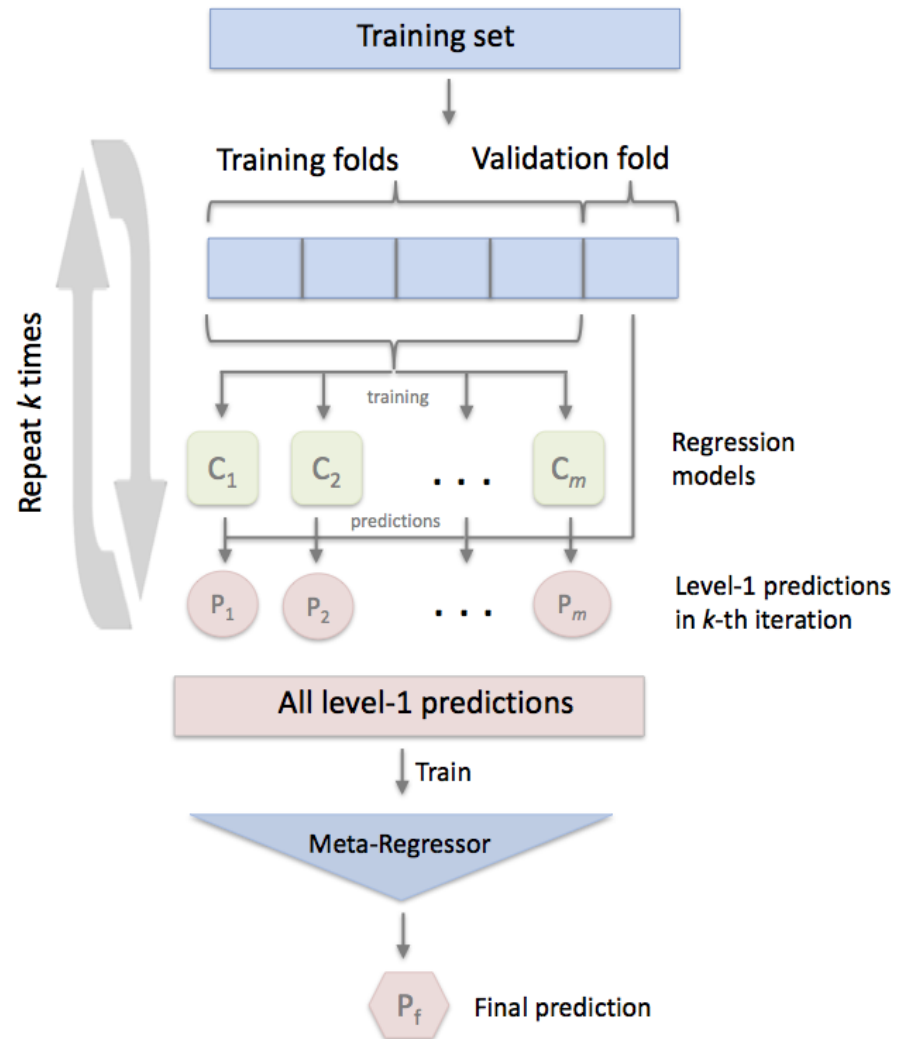 Training set
Training folds
Validation fold
Repeat k times
training
C1
C2
. . .
Cm
Regression
models
predictions
P1
P2
. . .
Pm
Level-1 predictions
in k-th iteration
All level-1 predictions
Train
Meta-Regressor
Pf
Final prediction